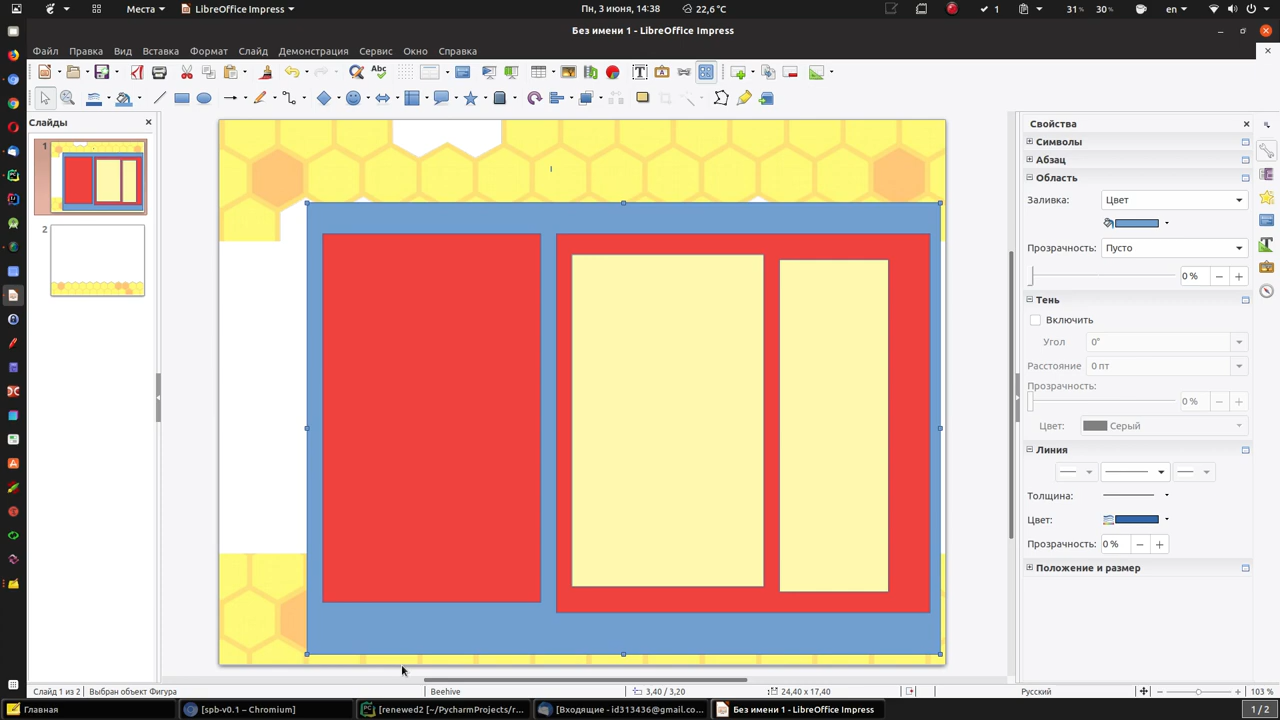 Места
LibreOffice Impress
Пн, 3 июня, 14:38
22,6°C
1
31 %
30 %
en
Без имени 1 - LibreOffice Impress
Файл Правка Вид Вставка Формат Слайд Демонстрация Сервис Окно Справка
Abc
Слайды
1
2
Свойства
Символы
Абзац
Область
Заливка: Цвет
Прозрачность: Пусто
0 %
Тень
Включить
Угол 0°
Расстояние 0 пт
Прозрачность:
0 %
Цвет: Серый
Линия
Толщина:
Цвет:
Прозрачность: 0 %
Положение и размер
Слайд 1 из 2 Выбран объект Фигура Beehive 3,40 / 3,20 24,40 x 17,40 Русский 103 %
Главная
[spb-v0.1 – Chromium]
[renewed2 [~/PycharmProjects/r...
[Входящие - id313436@gmail.co...
Без имени 1 - LibreOffice Impress
1 / 2